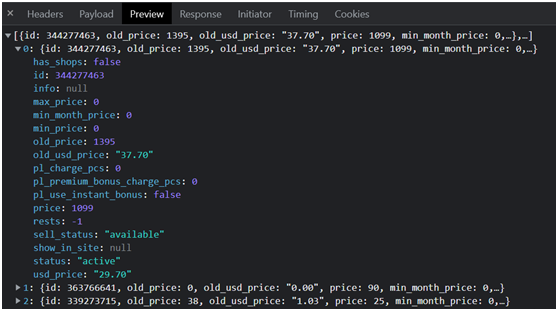 Headers Payload Preview Response Initiator Timing Cookies
[{id: 344277463, old_price: 1395, old_usd_price: "37.70", price: 1099, min_month_price: 0,…},…]
0: {id: 344277463, old_price: 1395, old_usd_price: "37.70", price: 1099, min_month_price: 0,…}
has_shops: false
id: 344277463
info: null
max_price: 0
min_month_price: 0
min_price: 0
old_price: 1395
old_usd_price: "37.70"
pl_charge_pcs: 0
pl_premium_bonus_charge_pcs: 0
pl_use_instant_bonus: false
price: 1099
rests: -1
sell_status: "available"
show_in_site: null
status: "active"
usd_price: "29.70"
1: {id: 363766641, old_price: 0, old_usd_price: "0.00", price: 90, min_month_price: 0,…}
2: {id: 339273715, old_price: 38, old_usd_price: "1.03", price: 25, min_month_price: 0,…}